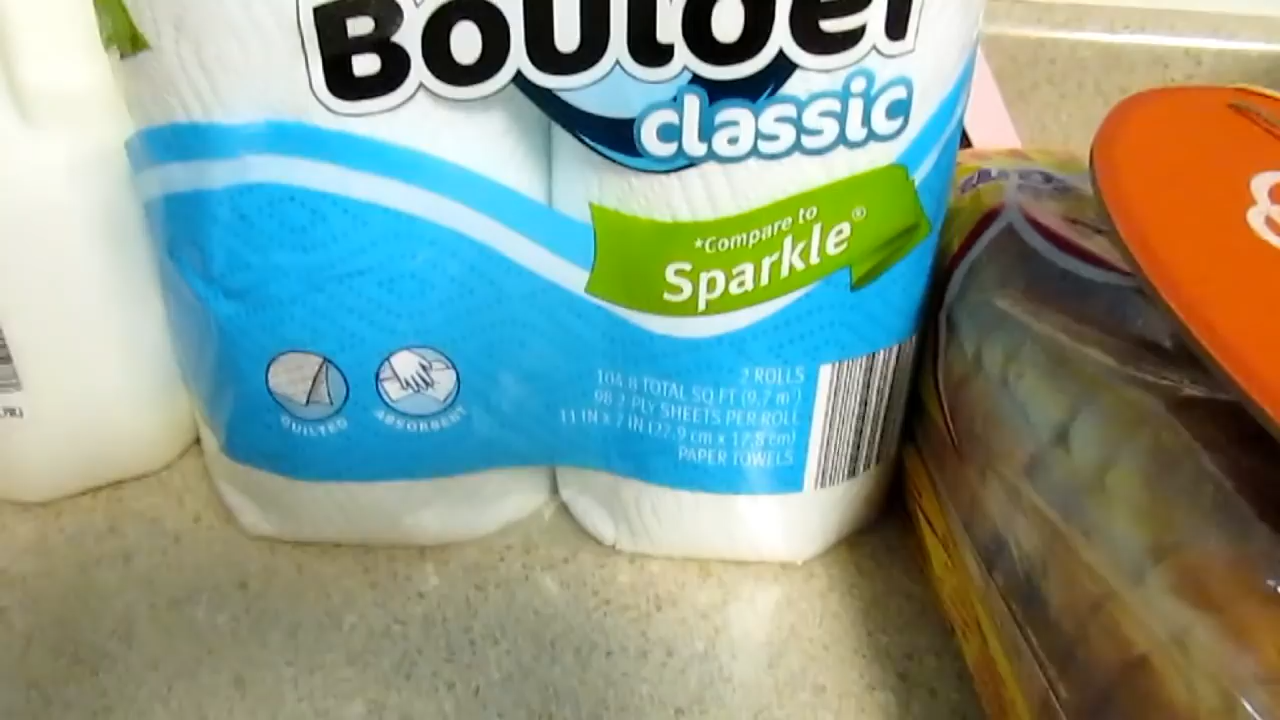 Boulder
classic
*Compare to
Sparkle®
QUILTED
ABSORBENT
2 ROLLS
104.8 TOTAL SQ FT (9.7 m²)
98 2 PLY SHEETS PER ROLL
11 IN x 7 IN (27.9 cm x 17.8 cm)
PAPER TOWELS